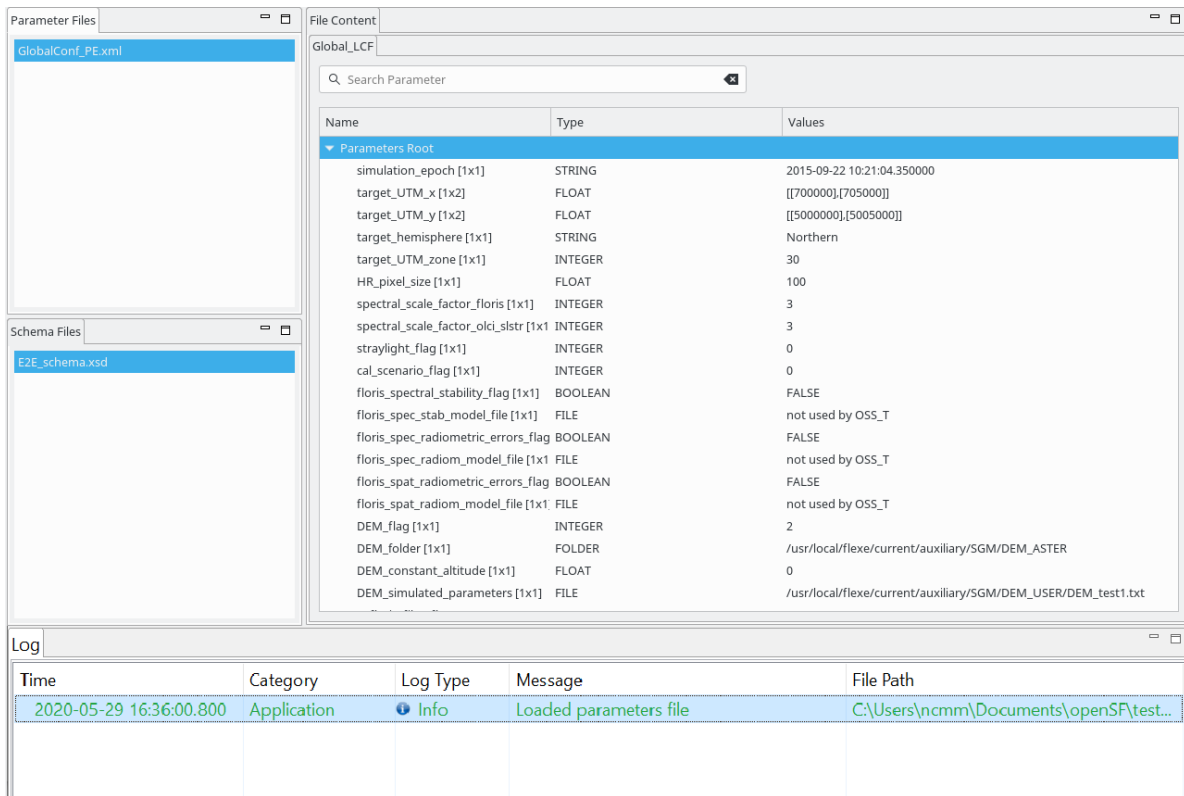 Parameter Files
GlobalConf_PE.xml
Schema Files
E2E_schema.xsd
File Content
Global_LCF
Search Parameter
Name Type Values
Parameters Root
simulation_epoch [1x1] STRING 2015-09-22 10:21:04.350000
target_UTM_x [1x2] FLOAT [[700000],[705000]]
target_UTM_y [1x2] FLOAT [[5000000],[5005000]]
target_hemisphere [1x1] STRING Northern
target_UTM_zone [1x1] INTEGER 30
HR_pixel_size [1x1] FLOAT 100
spectral_scale_factor_floris [1x1] INTEGER 3
spectral_scale_factor_olci_slstr [1x1 INTEGER 3
straylight_flag [1x1] INTEGER 0
cal_scenario_flag [1x1] INTEGER 0
floris_spectral_stability_flag [1x1] BOOLEAN FALSE
floris_spec_stab_model_file [1x1] FILE not used by OSS_T
floris_spec_radiometric_errors_flag BOOLEAN FALSE
floris_spec_radiom_model_file [1x1 FILE not used by OSS_T
floris_spat_radiometric_errors_flag BOOLEAN FALSE
floris_spat_radiom_model_file [1x1] FILE not used by OSS_T
DEM_flag [1x1] INTEGER 2
DEM_folder [1x1] FOLDER /usr/local/flexe/current/auxiliary/SGM/DEM_ASTER
DEM_constant_altitude [1x1] FLOAT 0
DEM_simulated_parameters [1x1] FILE /usr/local/flexe/current/auxiliary/SGM/DEM_USER/DEM_test1.txt
Log
Time Category Log Type Message File Path
2020-05-29 16:36:00.800 Application Info Loaded parameters file C:\Users\ncmm\Documents\openSF\test...